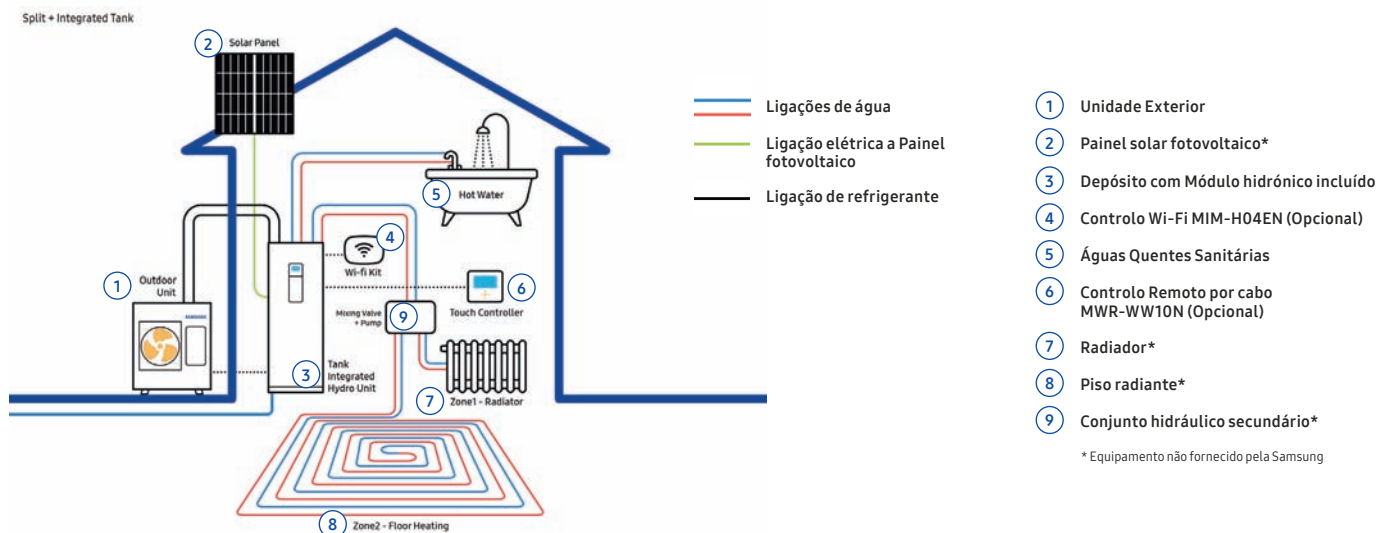 Split + Integrated Tank
2
Solar Panel
5
Hot Water
4
Wi-fi Kit
1
Outdoor
Unit
SAMSUNG
6
Touch Controller
Mixing Valve
+ Pump
9
3
Tank
Integrated
Hydro Unit
7
Zone1 - Radiator
8
Zone2 - Floor Heating
Ligações de água
Ligação elétrica a Painel
fotovoltaico
Ligação de refrigerante
1 Unidade Exterior
2 Painel solar fotovoltaico*
3 Depósito com Módulo hidrónico incluído
4 Controlo Wi-Fi MIM-H04EN (Opcional)
5 Águas Quentes Sanitárias
6 Controlo Remoto por cabo
MWR-WW10N (Opcional)
7 Radiador*
8 Piso radiante*
9 Conjunto hidráulico secundário*
* Equipamento não fornecido pela Samsung